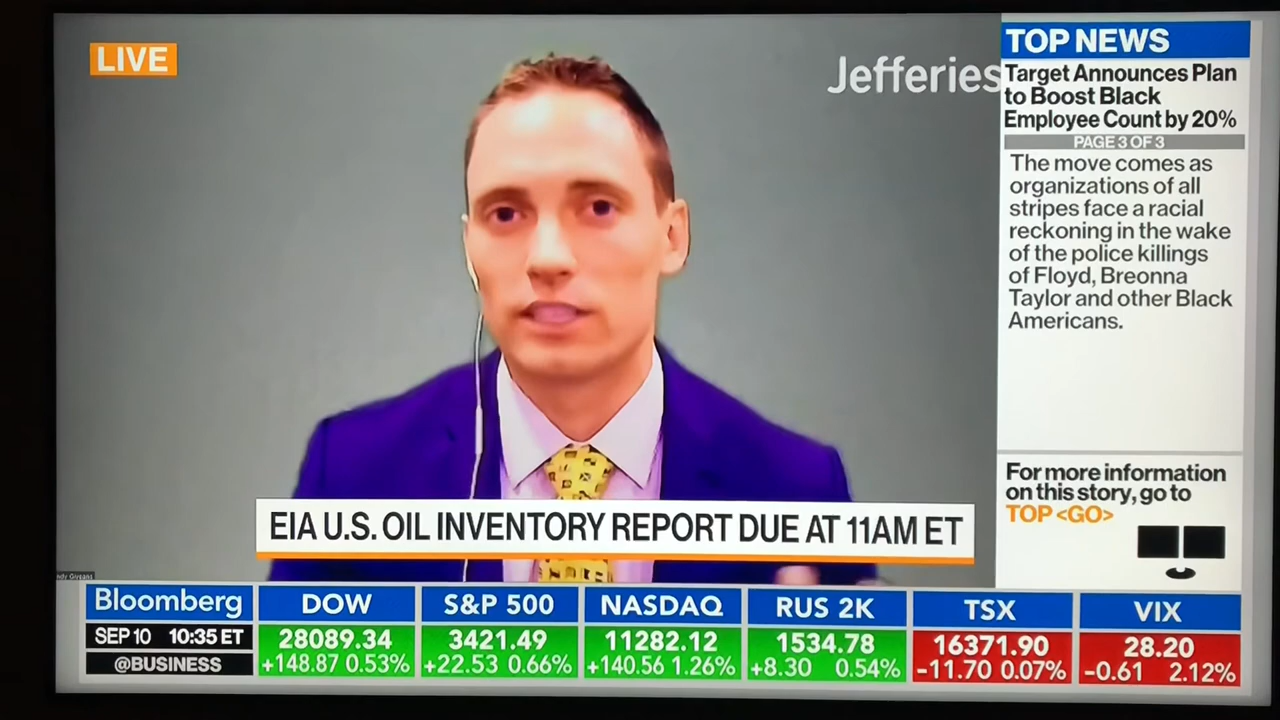 LIVE
Jefferies
TOP NEWS
Target Announces Plan
to Boost Black
Employee Count by 20%
PAGE 3 OF 3
The move comes as
organizations of all
stripes face a racial
reckoning in the wake
of the police killings
of Floyd, Breonna
Taylor and other Black
Americans.
For more information
on this story, go to
TOP <GO>
EIA U.S. OIL INVENTORY REPORT DUE AT 11AM ET
Bloomberg
SEP 10 10:35 ET
@BUSINESS
DOW
28089.34
+148.87 0.53%
S&P 500
3421.49
+22.53 0.66%
NASDAQ
11282.12
+140.56 1.26%
RUS 2K
1534.78
+8.30 0.54%
TSX
16371.90
-11.70 0.07%
VIX
28.20
-0.61 2.12%